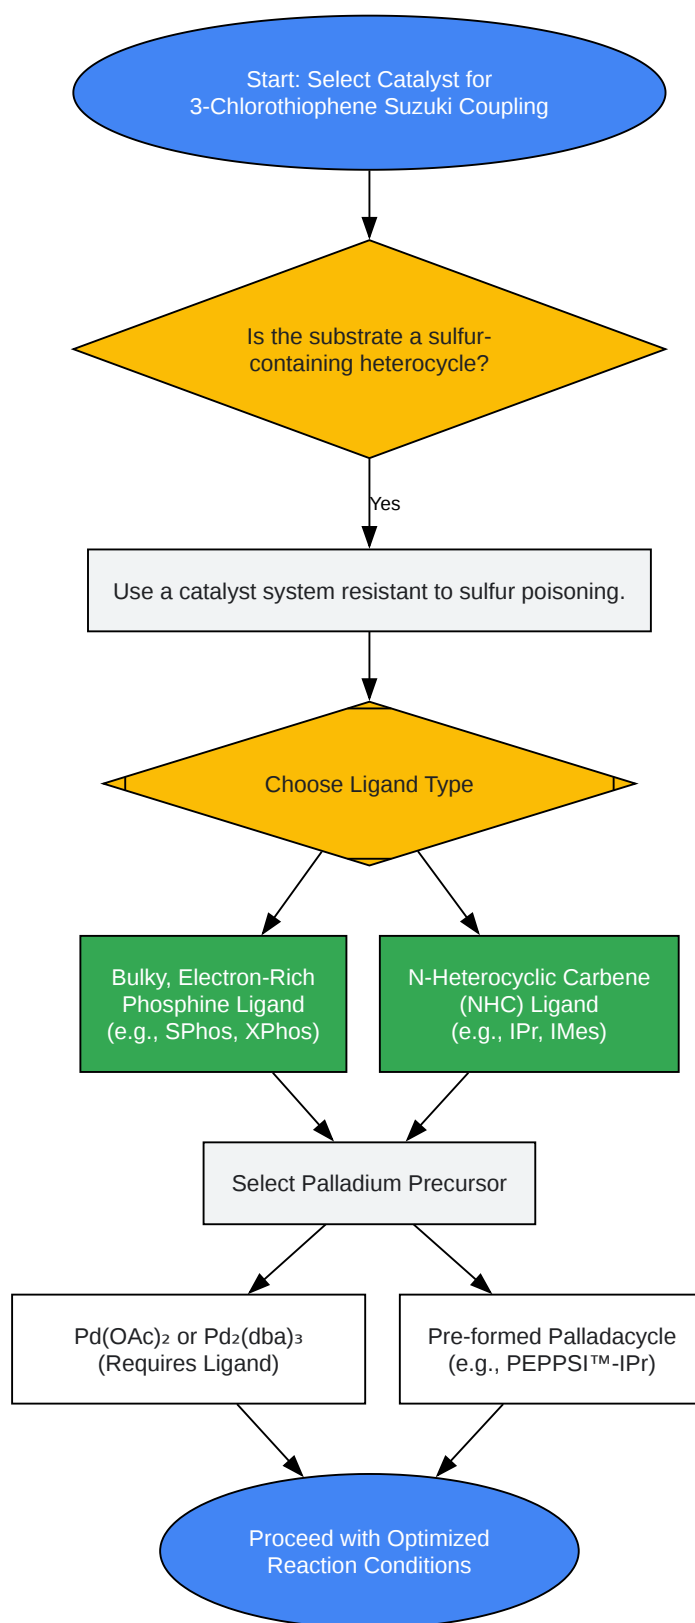 Start: Select Catalyst for
3-Chlorothiophene Suzuki Coupling
Is the substrate a sulfur-
containing heterocycle?
Yes
Use a catalyst system resistant to sulfur poisoning.
Choose Ligand Type
Bulky, Electron-Rich
Phosphine Ligand
(e.g., SPhos, XPhos)
N-Heterocyclic Carbene
(NHC) Ligand
(e.g., IPr, IMes)
Select Palladium Precursor
Pd(OAc)₂ or Pd₂(dba)₃
(Requires Ligand)
Pre-formed Palladacycle
(e.g., PEPPSI™-IPr)
Proceed with Optimized
Reaction Conditions